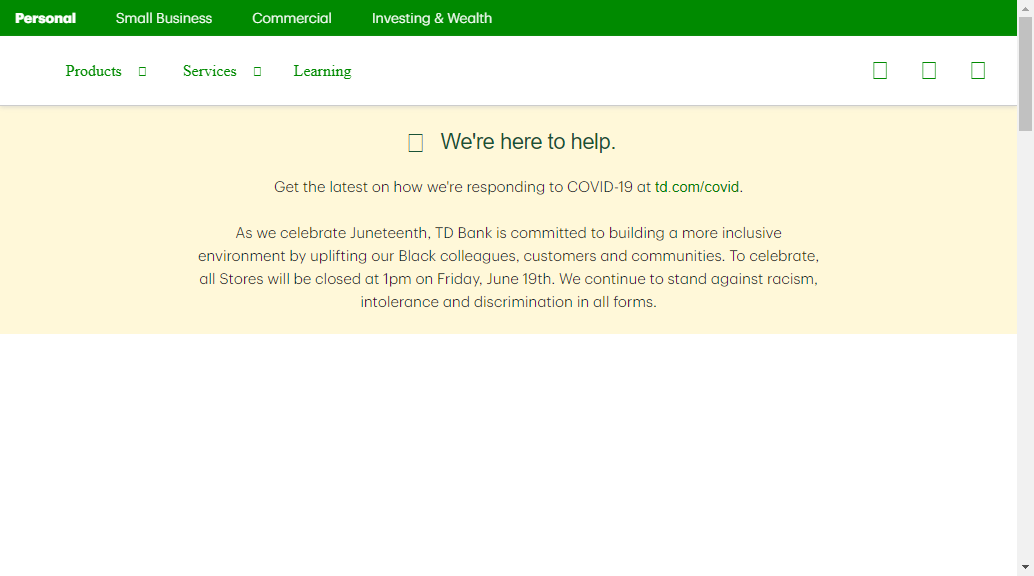 Personal Small Business Commercial Investing & Wealth
Products Services Learning
We're here to help.
Get the latest on how we're responding to COVID-19 at td.com/covid.
As we celebrate Juneteenth, TD Bank is committed to building a more inclusive
environment by uplifting our Black colleagues, customers and communities. To celebrate,
all Stores will be closed at 1pm on Friday, June 19th. We continue to stand against racism,
intolerance and discrimination in all forms.